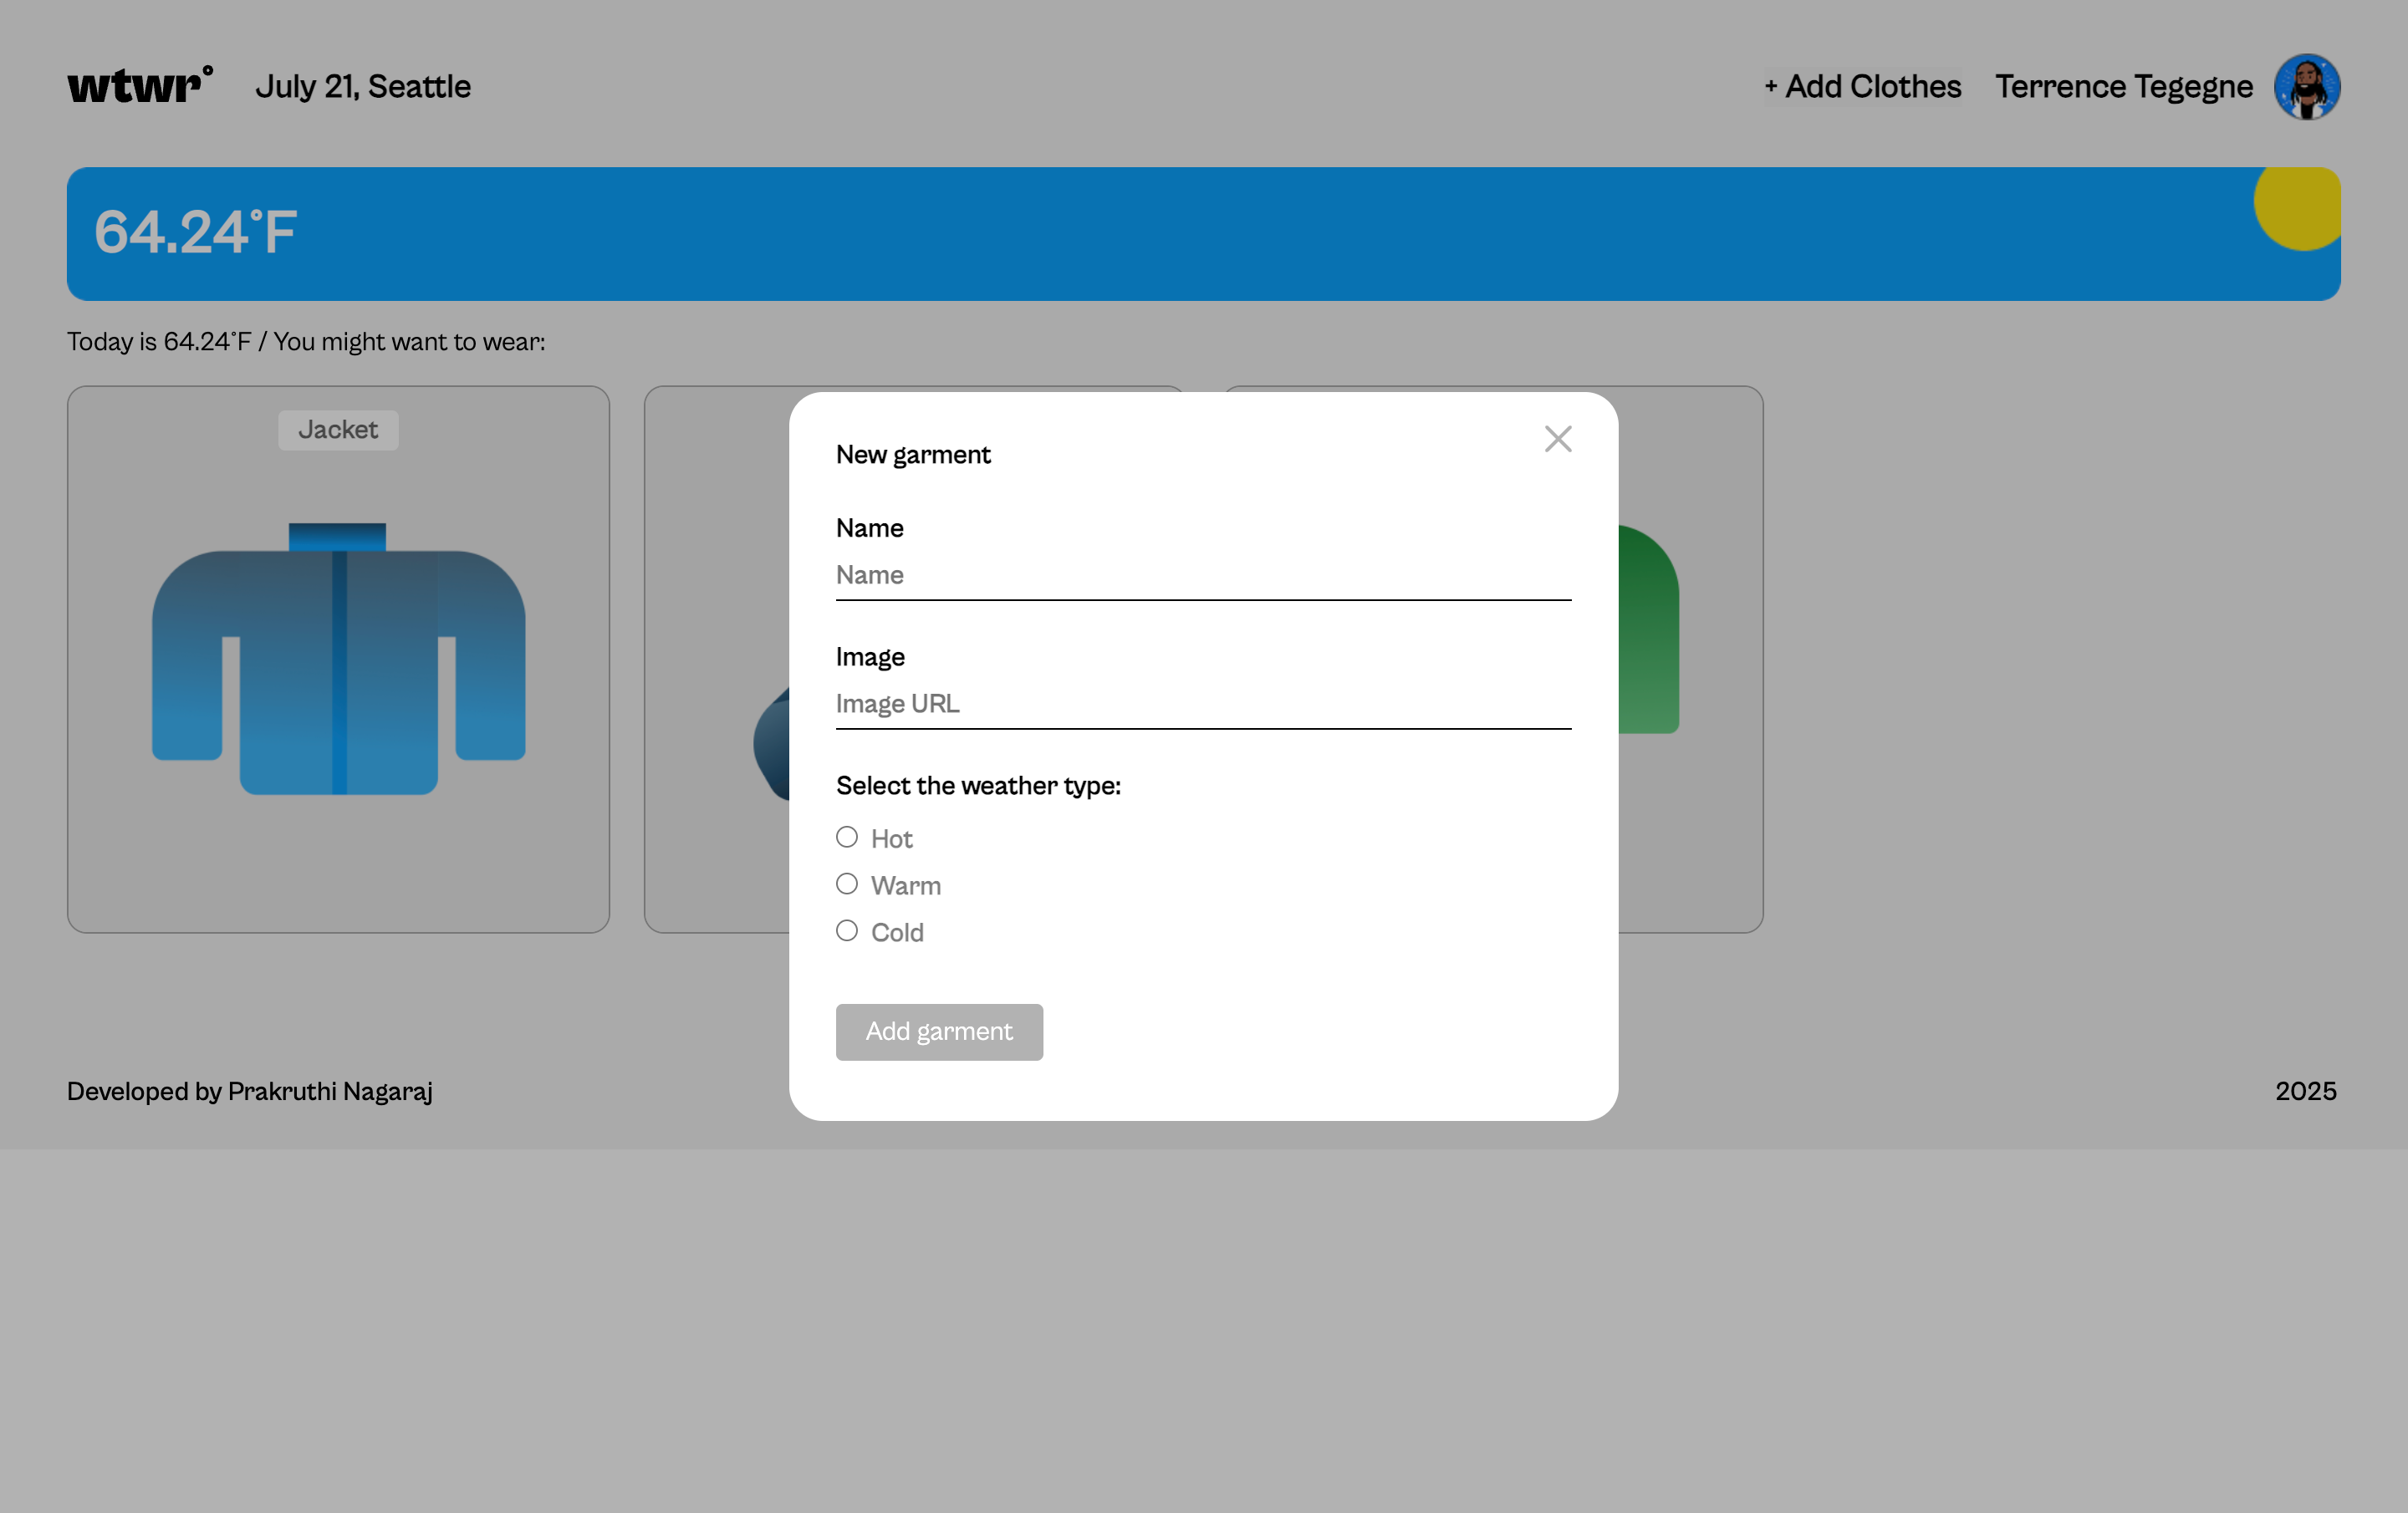 wtwr°
July 21, Seattle
+ Add Clothes
Terrence Tegegne
64.24°F
Today is 64.24°F / You might want to wear:
Jacket
New garment
Name
Name
Image
Image URL
Select the weather type:
Hot
Warm
Cold
Add garment
Developed by Prakruthi Nagaraj
2025